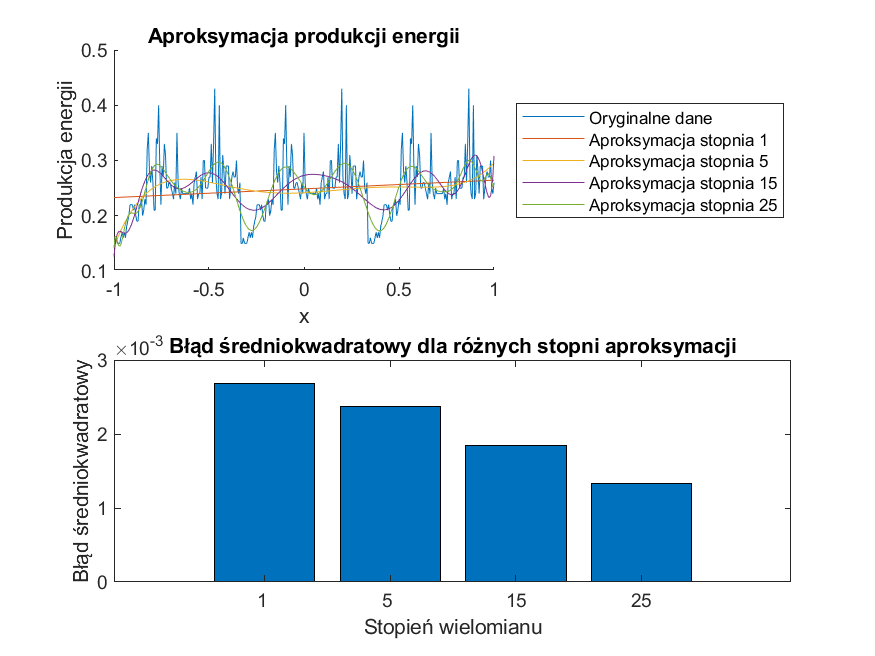 Aproksymacja produkcji energii
0.5
0.4
0.3
0.2
0.1
Produkcja energii
-1
-0.5
0
0.5
1
x
Oryginalne dane
Aproksymacja stopnia 1
Aproksymacja stopnia 5
Aproksymacja stopnia 15
Aproksymacja stopnia 25
×10-3
Błąd średniokwadratowy dla różnych stopni aproksymacji
3
2
1
0
Błąd średniokwadratowy
1
5
15
25
Stopień wielomianu